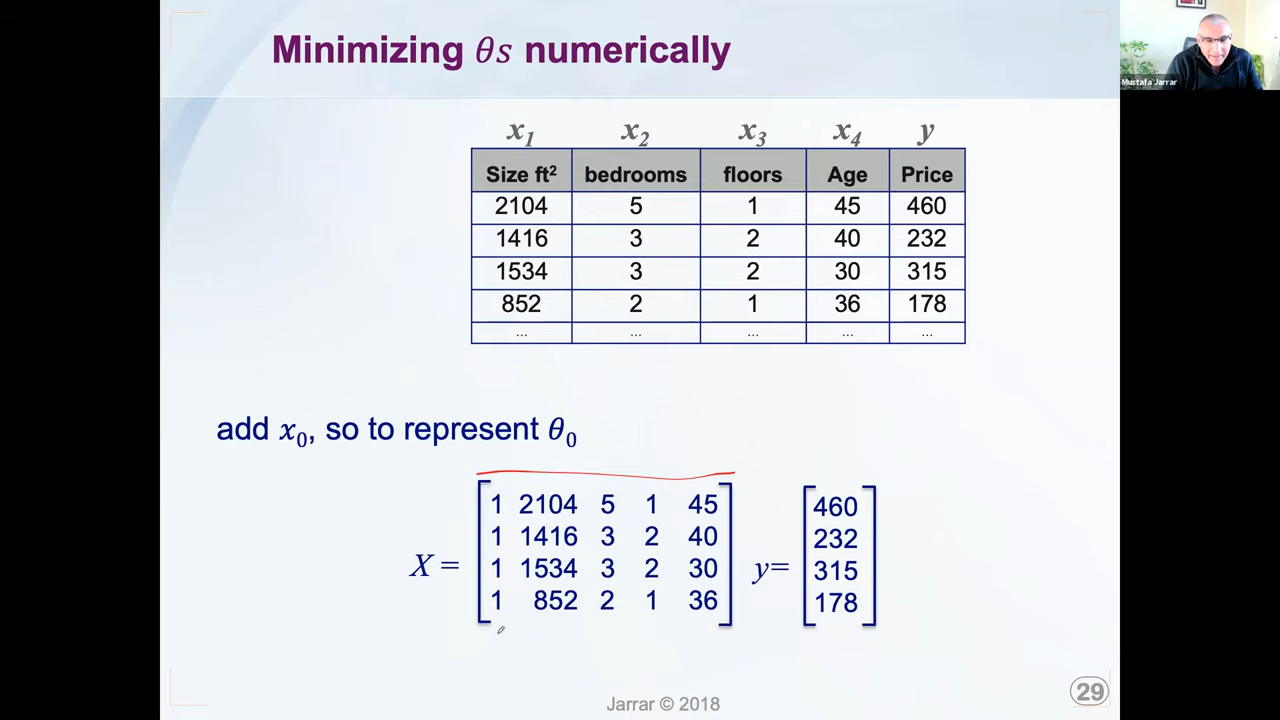 Minimizing θs numerically
Mustafa Jarrar
x1 x2 x3 x4 y
Size ft² bedrooms floors Age Price
2104 5 1 45 460
1416 3 2 40 232
1534 3 2 30 315
852 2 1 36 178
... ... ... ... ...
add x₀, so to represent θ₀
X = [1 2104 5 1 45 y= [460
1 1416 3 2 40 232
1 1534 3 2 30 315
1 852 2 1 36] 178]
Jarrar © 2018
29